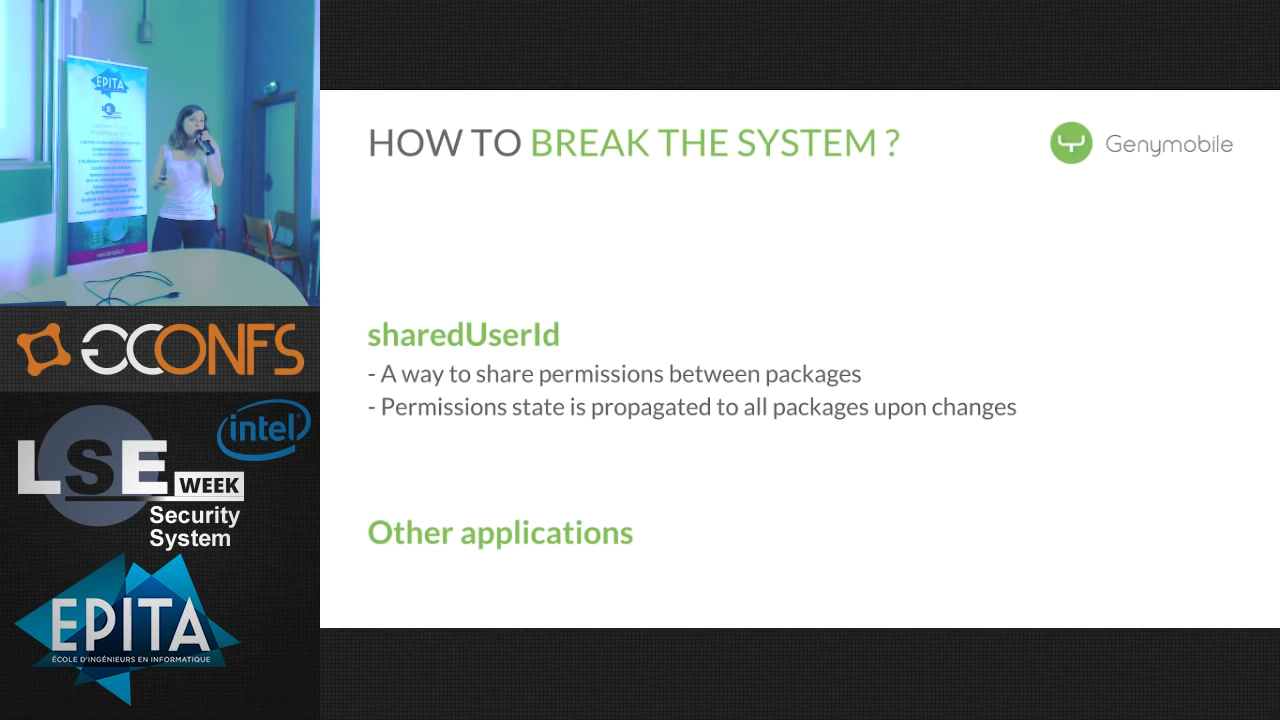 EPITA
HOW TO BREAK THE SYSTEM ?
Genymobile
sharedUserId
- A way to share permissions between packages
- Permissions state is propagated to all packages upon changes
Other applications
GCONFS
intel
LSE
WEEK
Security
System
EPITA
ÉCOLE D'INGÉNIEURS EN INFORMATIQUE